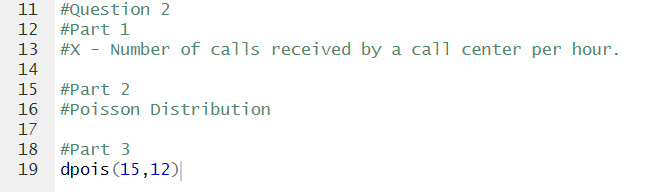 11 #Question 2
12 #Part 1
13 #X - Number of calls received by a call center per hour.
14
15 #Part 2
16 #Poisson Distribution
17
18 #Part 3
19 dpois(15,12)